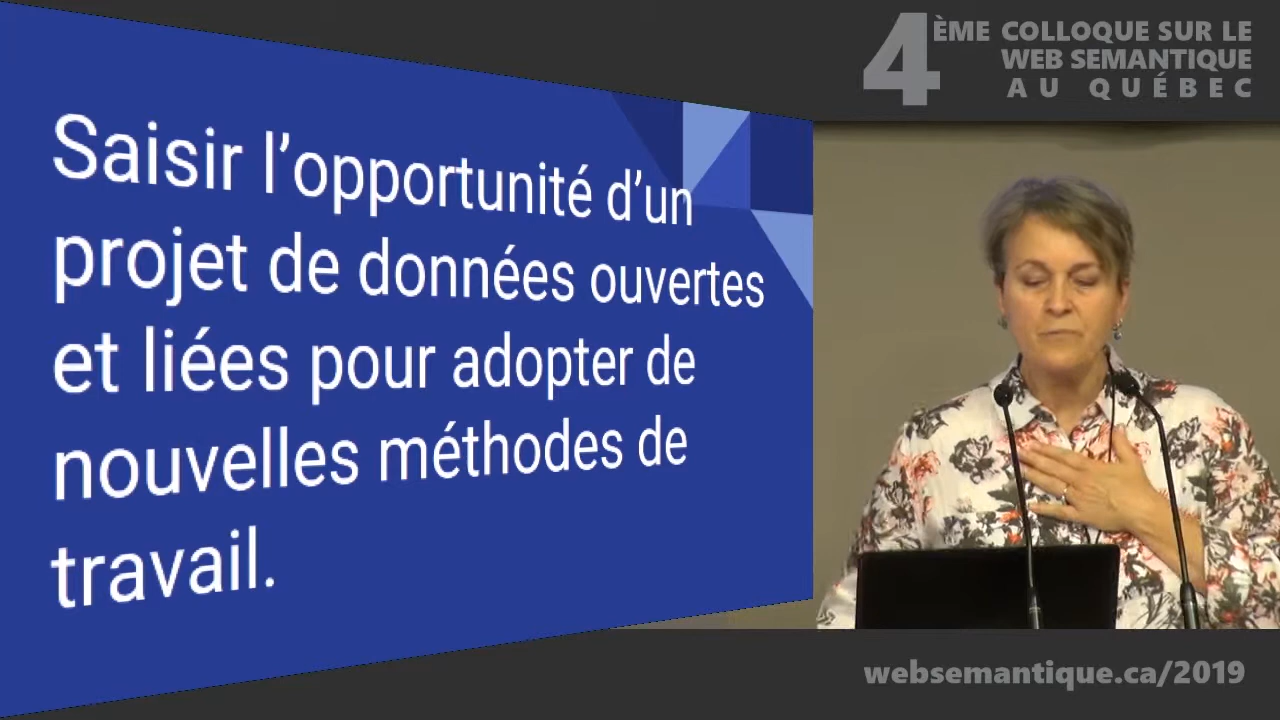 Saisir l’opportunité d’un
projet de données ouvertes
et liées pour adopter de
nouvelles méthodes de
travail.
4ÈME COLLOQUE SUR LE
WEB SEMANTIQUE
AU QUÉBEC
websemantique.ca/2019